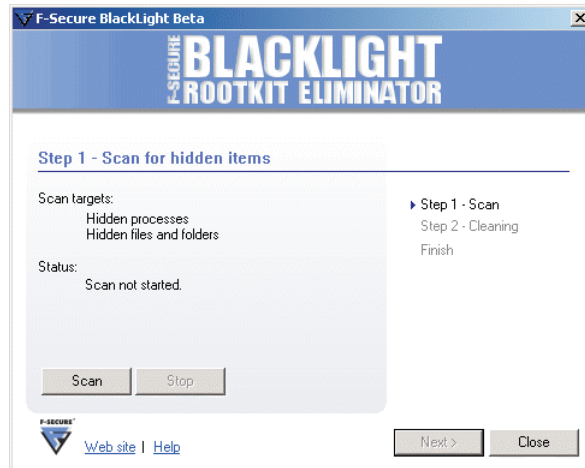 F-Secure BlackLight Beta
F-SECURE
BLACKLIGHT
ROOTKIT ELIMINATOR
Step 1 - Scan for hidden items
Scan targets:
Hidden processes
Hidden files and folders
Status:
Scan not started.
Scan Stop
Step 1 - Scan
Step 2 - Cleaning
Finish
F-SECURE
Web site | Help
Next > Close